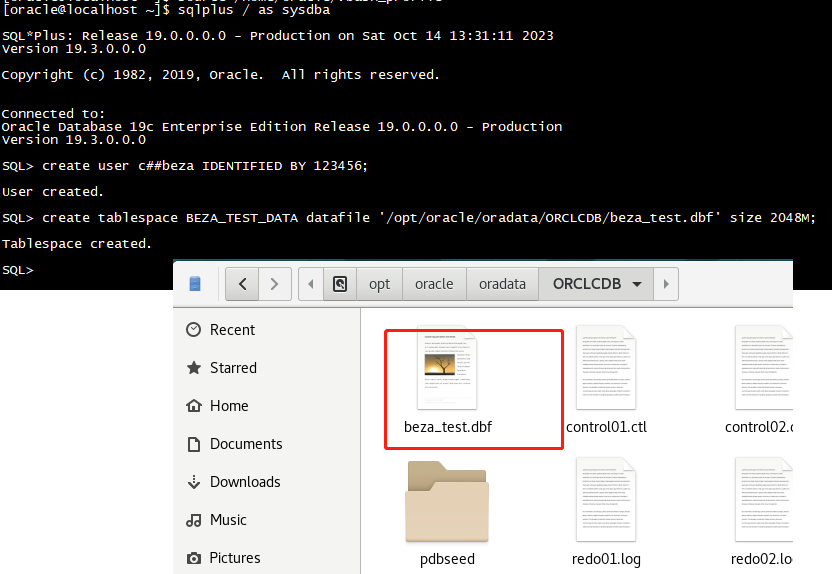 [oracle@localhost ~]$ sqlplus / as sysdba
SQL*Plus: Release 19.0.0.0.0 - Production on Sat Oct 14 13:31:11 2023
Version 19.3.0.0.0
Copyright (c) 1982, 2019, Oracle.  All rights reserved.
Connected to:
Oracle Database 19c Enterprise Edition Release 19.0.0.0.0 - Production
Version 19.3.0.0.0
SQL> create user c##beza IDENTIFIED BY 123456;
User created.
SQL> create tablespace BEZA_TEST_DATA datafile '/opt/oracle/oradata/ORCLCDB/beza_test.dbf' size 2048M;
Tablespace created.
SQL>
opt oracle oradata ORCLCDB
Recent
Starred
Home
Documents
Downloads
Music
Pictures
beza_test.dbf control01.ctl control02.
pdbseed redo01.log redo02.lo